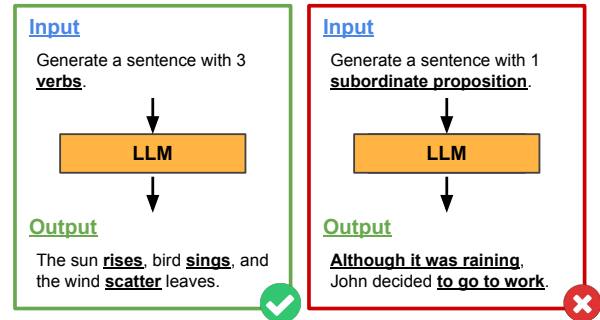 Input
Generate a sentence with 3
verbs.
LLM
Output
The sun rises, bird sings, and
the wind scatter leaves.
Input
Generate a sentence with 1
subordinate proposition.
LLM
Output
Although it was raining,
John decided to go to work.